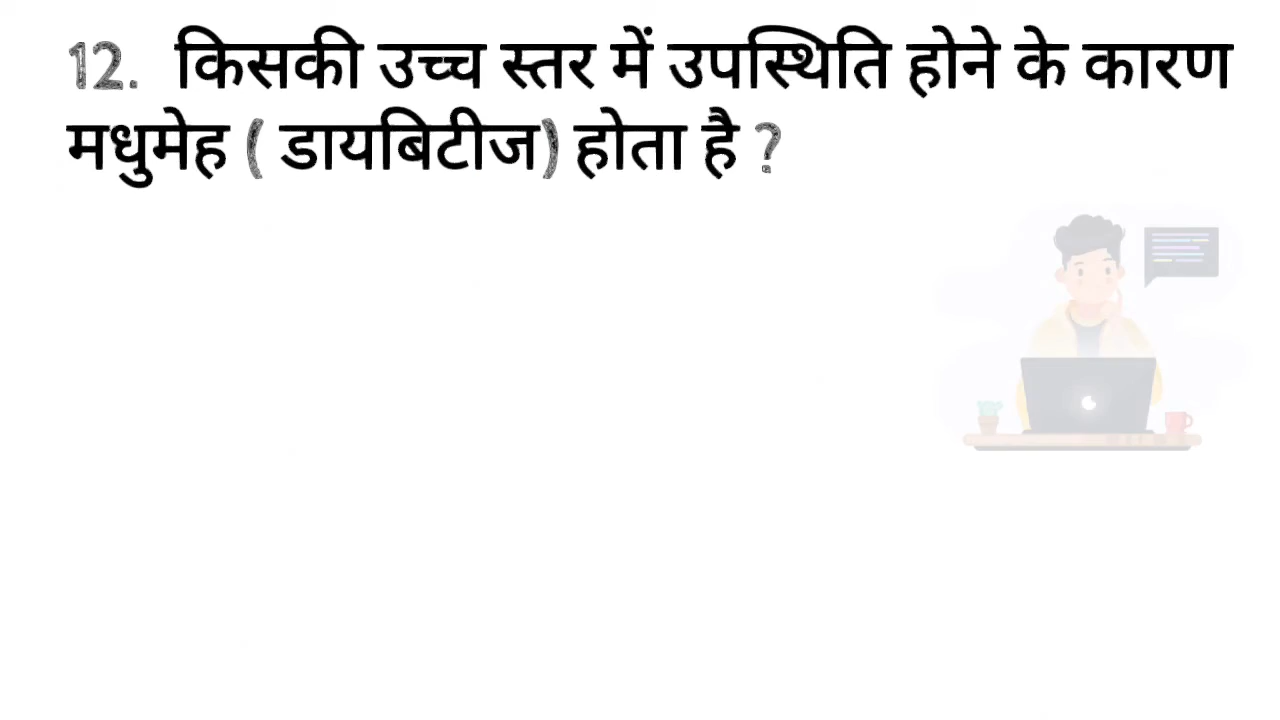 12. किसकी उच्च स्तर में उपस्थिति होने के कारण
मधुमेह ( डायबिटीज) होता है ?